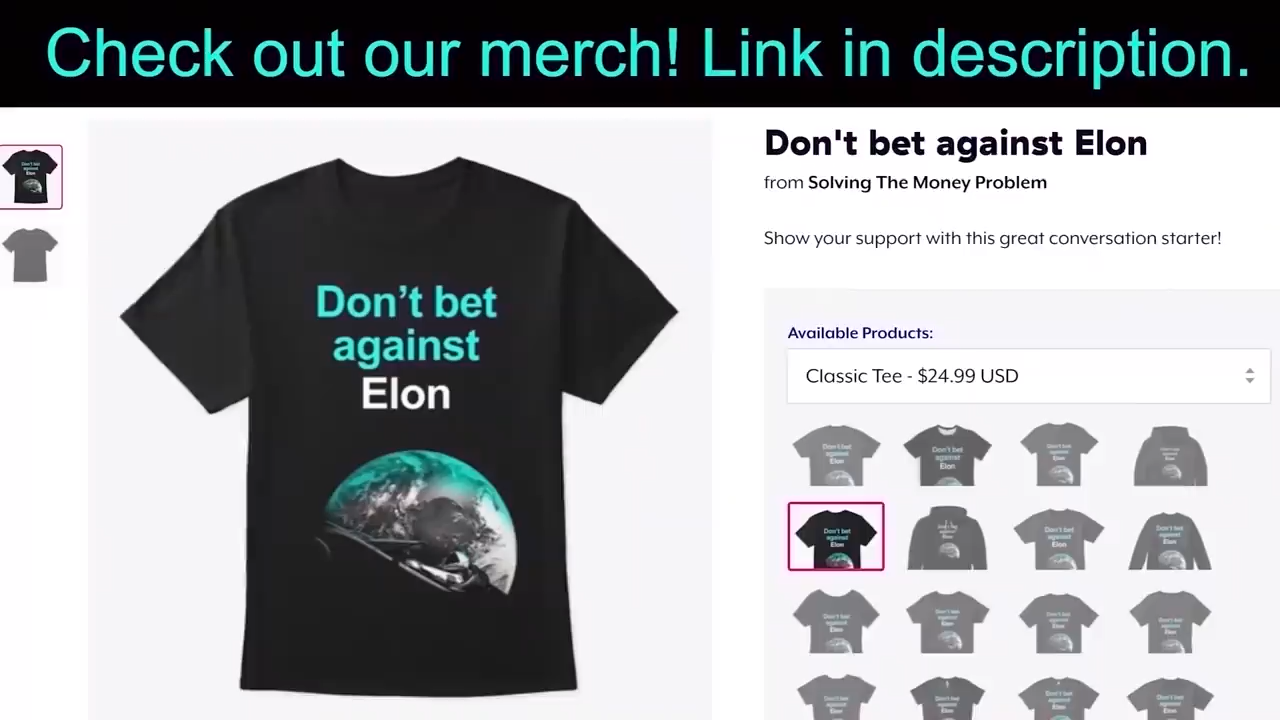 Check out our merch! Link in description.
Don't bet against Elon
from Solving The Money Problem
Show your support with this great conversation starter!
Don't bet
against
Elon
Available Products:
Classic Tee - $24.99 USD